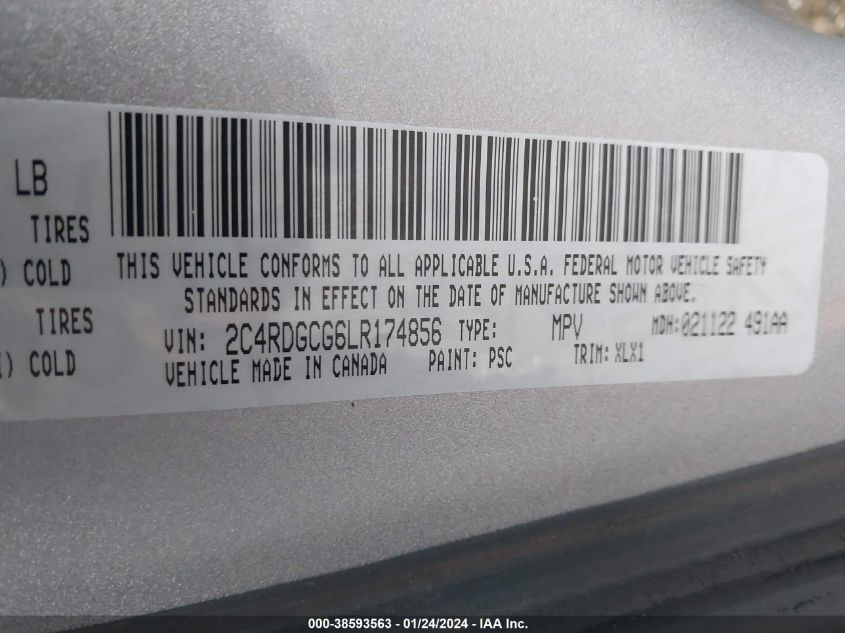 LB
TIRES
) COLD
TIRES
) COLD
THIS VEHICLE CONFORMS TO ALL APPLICABLE U.S.A. FEDERAL MOTOR VEHICLE SAFETY
STANDARDS IN EFFECT ON THE DATE OF MANUFACTURE SHOWN ABOVE.
VIN: 2C4RDGCG6LR174856 TYPE: MPV MDH:021122 491AA
VEHICLE MADE IN CANADA PAINT: PSC TRIM: XLX1
000-38593563 - 01/24/2024 - IAA Inc.